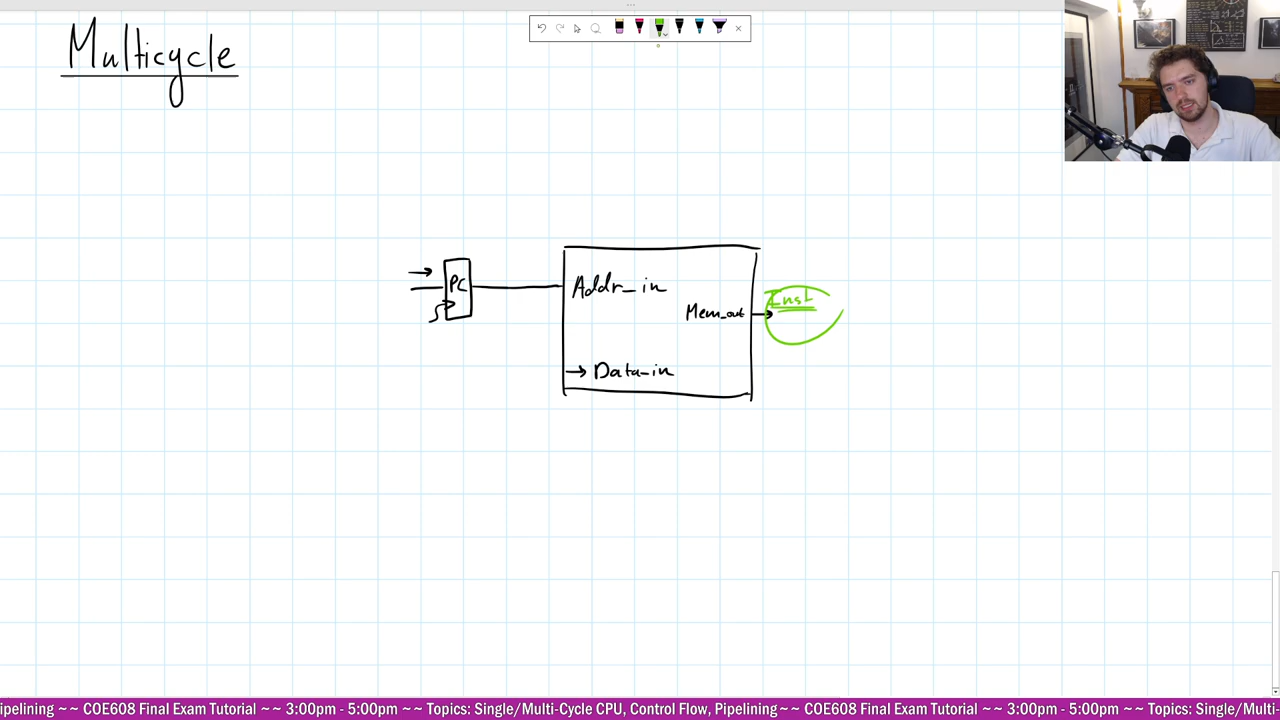 Multicycle
PC
Addr_in
Inst
Mem_out
→ Data_in
ipelining ~~ COE608 Final Exam Tutorial ~~ 3:00pm - 5:00pm ~~ Topics: Single/Multi-Cycle CPU, Control Flow, Pipelining ~~ COE608 Final Exam Tutorial ~~ 3:00pm - 5:00pm ~~ Topics: Single/Multi-